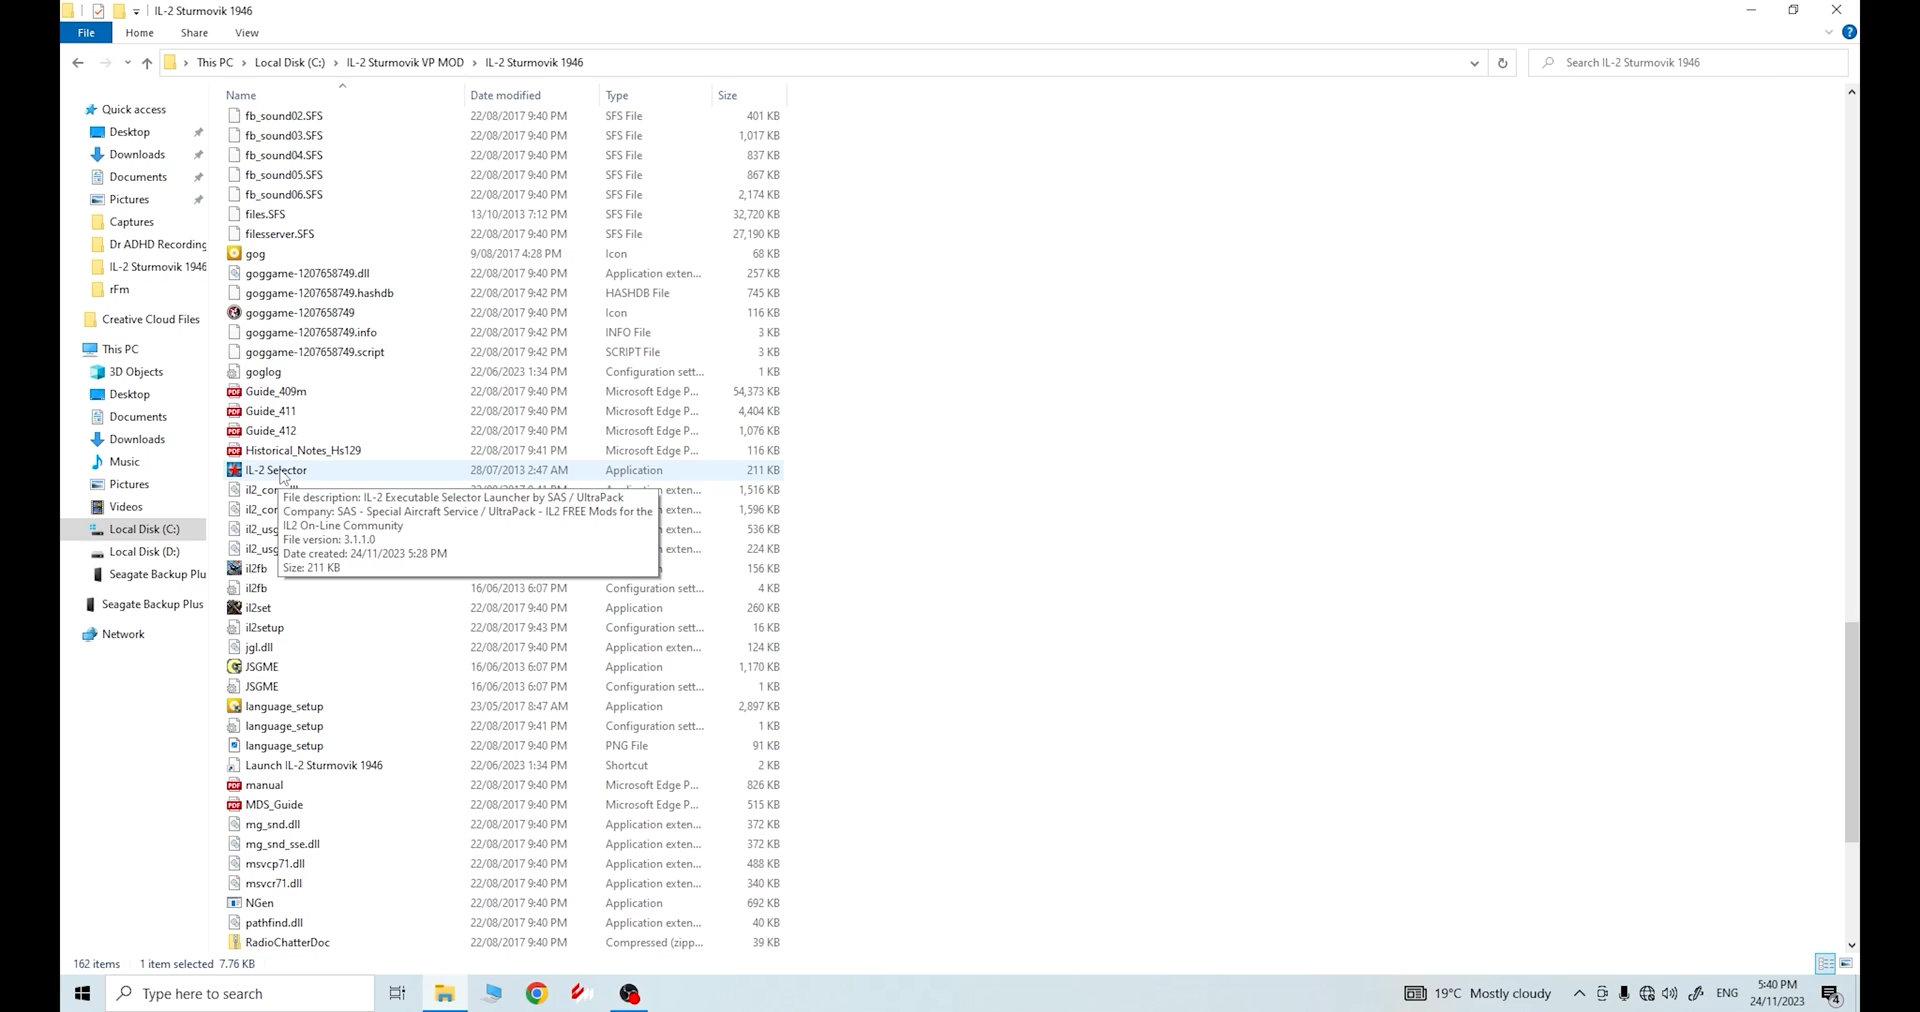 IL-2 Sturmovik 1946
File Home Share View
This PC Local Disk (C:) IL-2 Sturmovik VP MOD IL-2 Sturmovik 1946 Search IL-2 Sturmovik 1946
Name Date modified Type Size
Quick access
Desktop
Downloads
Documents
Pictures
Captures
Dr ADHD Recording
IL-2 Sturmovik 1946
rFm
Creative Cloud Files
This PC
3D Objects
Desktop
Documents
Downloads
Music
Pictures
Videos
Local Disk (C:)
Local Disk (D:)
Seagate Backup Plu
Seagate Backup Plus
Network
fb_sound02.SFS 22/08/2017 9:40 PM SFS File 401 KB
fb_sound03.SFS 22/08/2017 9:40 PM SFS File 1,017 KB
fb_sound04.SFS 22/08/2017 9:40 PM SFS File 837 KB
fb_sound05.SFS 22/08/2017 9:40 PM SFS File 867 KB
fb_sound06.SFS 22/08/2017 9:40 PM SFS File 2,174 KB
files.SFS 13/10/2013 7:12 PM SFS File 32,720 KB
filesserver.SFS 22/08/2017 9:40 PM SFS File 27,190 KB
gog 9/08/2017 4:28 PM Icon 68 KB
goggame-1207658749.dll 22/08/2017 9:40 PM Application exten... 257 KB
goggame-1207658749.hashdb 22/08/2017 9:42 PM HASHDB File 745 KB
goggame-1207658749 22/08/2017 9:40 PM Icon 116 KB
goggame-1207658749.info 22/08/2017 9:42 PM INFO File 3 KB
goggame-1207658749.script 22/08/2017 9:42 PM SCRIPT File 3 KB
goglog 22/06/2023 1:34 PM Configuration sett... 1 KB
Guide_409m 22/08/2017 9:40 PM Microsoft Edge P... 54,373 KB
Guide_411 22/08/2017 9:40 PM Microsoft Edge P... 4,404 KB
Guide_412 22/08/2017 9:40 PM Microsoft Edge P... 1,076 KB
Historical_Notes_Hs129 22/08/2017 9:41 PM Microsoft Edge P... 116 KB
IL-2 Selector 28/07/2013 2:47 AM Application 211 KB
1,516 KB
il2_cor 1,596 KB
il2_usg 536 KB
il2_usg 224 KB
il2fb 156 KB
File description: IL-2 Executable Selector Launcher by SAS / UltraPack
Company: SAS - Special Aircraft Service / UltraPack - IL2 FREE Mods for the
IL2 On-Line Community
File version: 3.1.1.0
Date created: 24/11/2023 5:28 PM
Size: 211 KB
il2fb 16/06/2013 6:07 PM Configuration sett... 4 KB
il2set 22/08/2017 9:40 PM Application 260 KB
il2setup 22/08/2017 9:43 PM Configuration sett... 16 KB
jgl.dll 22/08/2017 9:40 PM Application exten... 124 KB
JSGME 16/06/2013 6:07 PM Application 1,170 KB
JSGME 16/06/2013 6:07 PM Configuration sett... 1 KB
language_setup 23/05/2017 8:47 AM Application 2,897 KB
language_setup 22/08/2017 9:41 PM Configuration sett... 1 KB
language_setup 22/08/2017 9:40 PM PNG File 91 KB
Launch IL-2 Sturmovik 1946 22/06/2023 1:34 PM Shortcut 2 KB
manual 22/08/2017 9:40 PM Microsoft Edge P... 826 KB
MDS_Guide 22/08/2017 9:40 PM Microsoft Edge P... 515 KB
mg_snd.dll 22/08/2017 9:40 PM Application exten... 372 KB
mg_snd_sse.dll 22/08/2017 9:40 PM Application exten... 372 KB
msvcp71.dll 22/08/2017 9:40 PM Application exten... 488 KB
msvcr71.dll 22/08/2017 9:40 PM Application exten... 340 KB
NGen 22/08/2017 9:40 PM Application 692 KB
pathfind.dll 22/08/2017 9:40 PM Application exten... 40 KB
RadioChatterDoc 22/08/2017 9:40 PM Compressed (zipp... 39 KB
162 items 1 item selected 7.76 KB
Type here to search
19°C Mostly cloudy
ENG
5:40 PM
24/11/2023
4